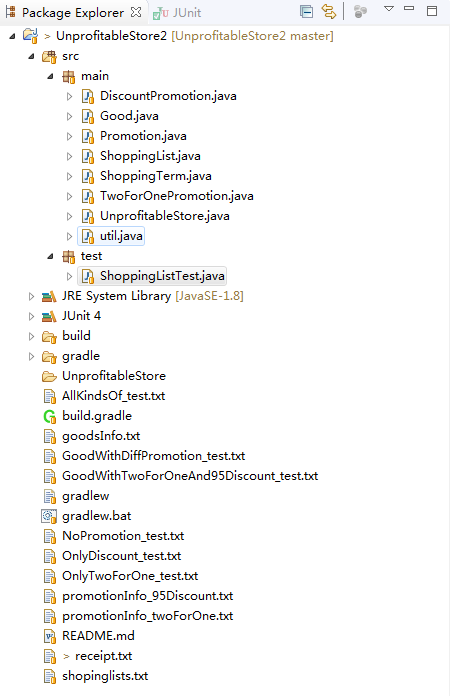 Package Explorer JUnit
> UnprofitableStore2 [UnprofitableStore2 master]
src
main
DiscountPromotion.java
Good.java
Promotion.java
ShoppingList.java
ShoppingTerm.java
TwoForOnePromotion.java
UnprofitableStore.java
util.java
test
ShoppingListTest.java
JRE System Library [JavaSE-1.8]
JUnit 4
build
gradle
UnprofitableStore
AllKindsOf_test.txt
build.gradle
goodsInfo.txt
GoodWithDiffPromotion_test.txt
GoodWithTwoForOneAnd95Discount_test.txt
gradlew
gradlew.bat
NoPromotion_test.txt
OnlyDiscount_test.txt
OnlyTwoForOne_test.txt
promotionInfo_95Discount.txt
promotionInfo_twoForOne.txt
README.md
> receipt.txt
shopinglists.txt